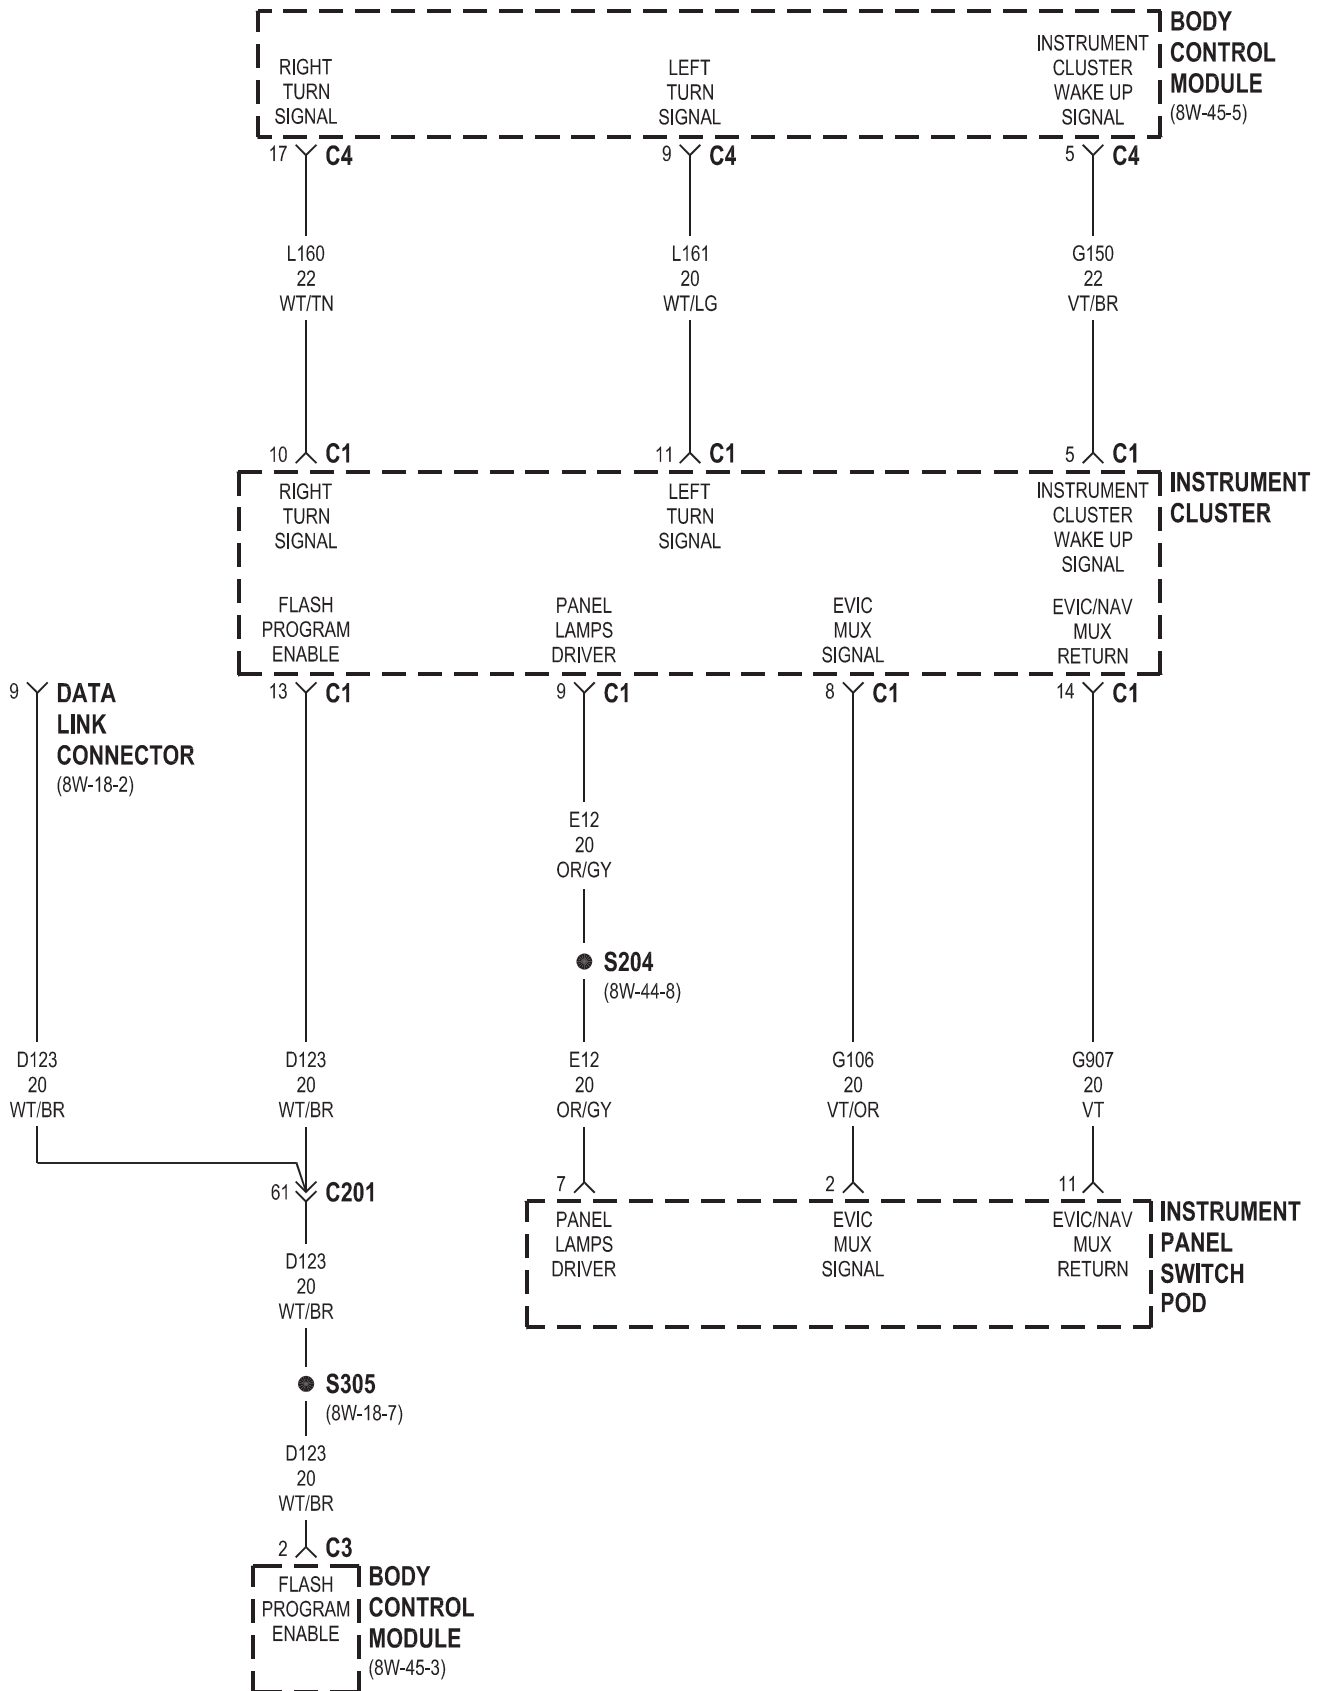 BODY
CONTROL
MODULE
(8W-45-5)
RIGHT
TURN
SIGNAL
LEFT
TURN
SIGNAL
INSTRUMENT
CLUSTER
WAKE UP
SIGNAL
17 C4
9 C4
5 C4
L160
22
WT/TN
L161
20
WT/LG
G150
22
VT/BR
10 C1
11 C1
5 C1
INSTRUMENT
CLUSTER
RIGHT
TURN
SIGNAL
LEFT
TURN
SIGNAL
INSTRUMENT
CLUSTER
WAKE UP
SIGNAL
FLASH
PROGRAM
ENABLE
PANEL
LAMPS
DRIVER
EVIC
MUX
SIGNAL
EVIC/NAV
MUX
RETURN
9 DATA
LINK
CONNECTOR
(8W-18-2)
13 C1
9 C1
8 C1
14 C1
E12
20
OR/GY
S204
(8W-44-8)
D123
20
WT/BR
D123
20
WT/BR
E12
20
OR/GY
G106
20
VT/OR
G907
20
VT
61 C201
7
2
11
PANEL
LAMPS
DRIVER
EVIC
MUX
SIGNAL
EVIC/NAV
MUX
RETURN
INSTRUMENT
PANEL
SWITCH
POD
D123
20
WT/BR
S305
(8W-18-7)
D123
20
WT/BR
2 C3
FLASH
PROGRAM
ENABLE
BODY
CONTROL
MODULE
(8W-45-3)